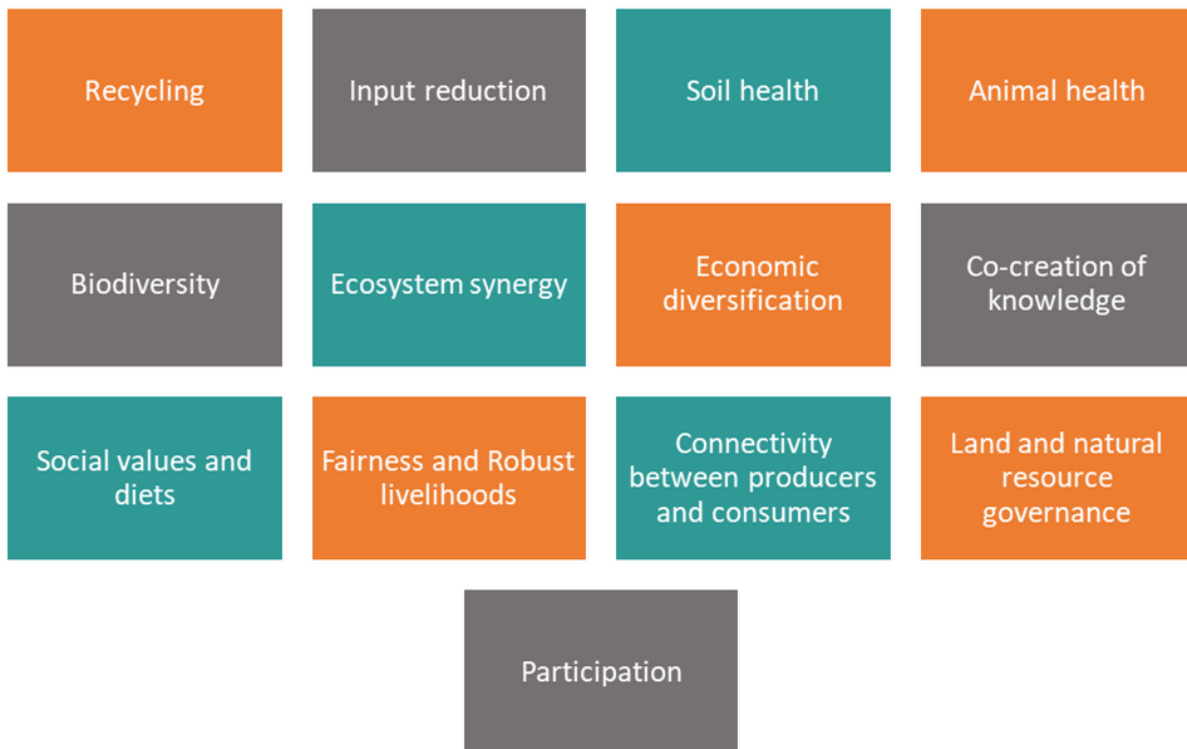 Recycling
Input reduction
Soil health
Animal health
Biodiversity
Ecosystem synergy
Economic
diversification
Co-creation of
knowledge
Social values and
diets
Fairness and Robust
livelihoods
Connectivity
between producers
and consumers
Land and natural
resource
governance
Participation